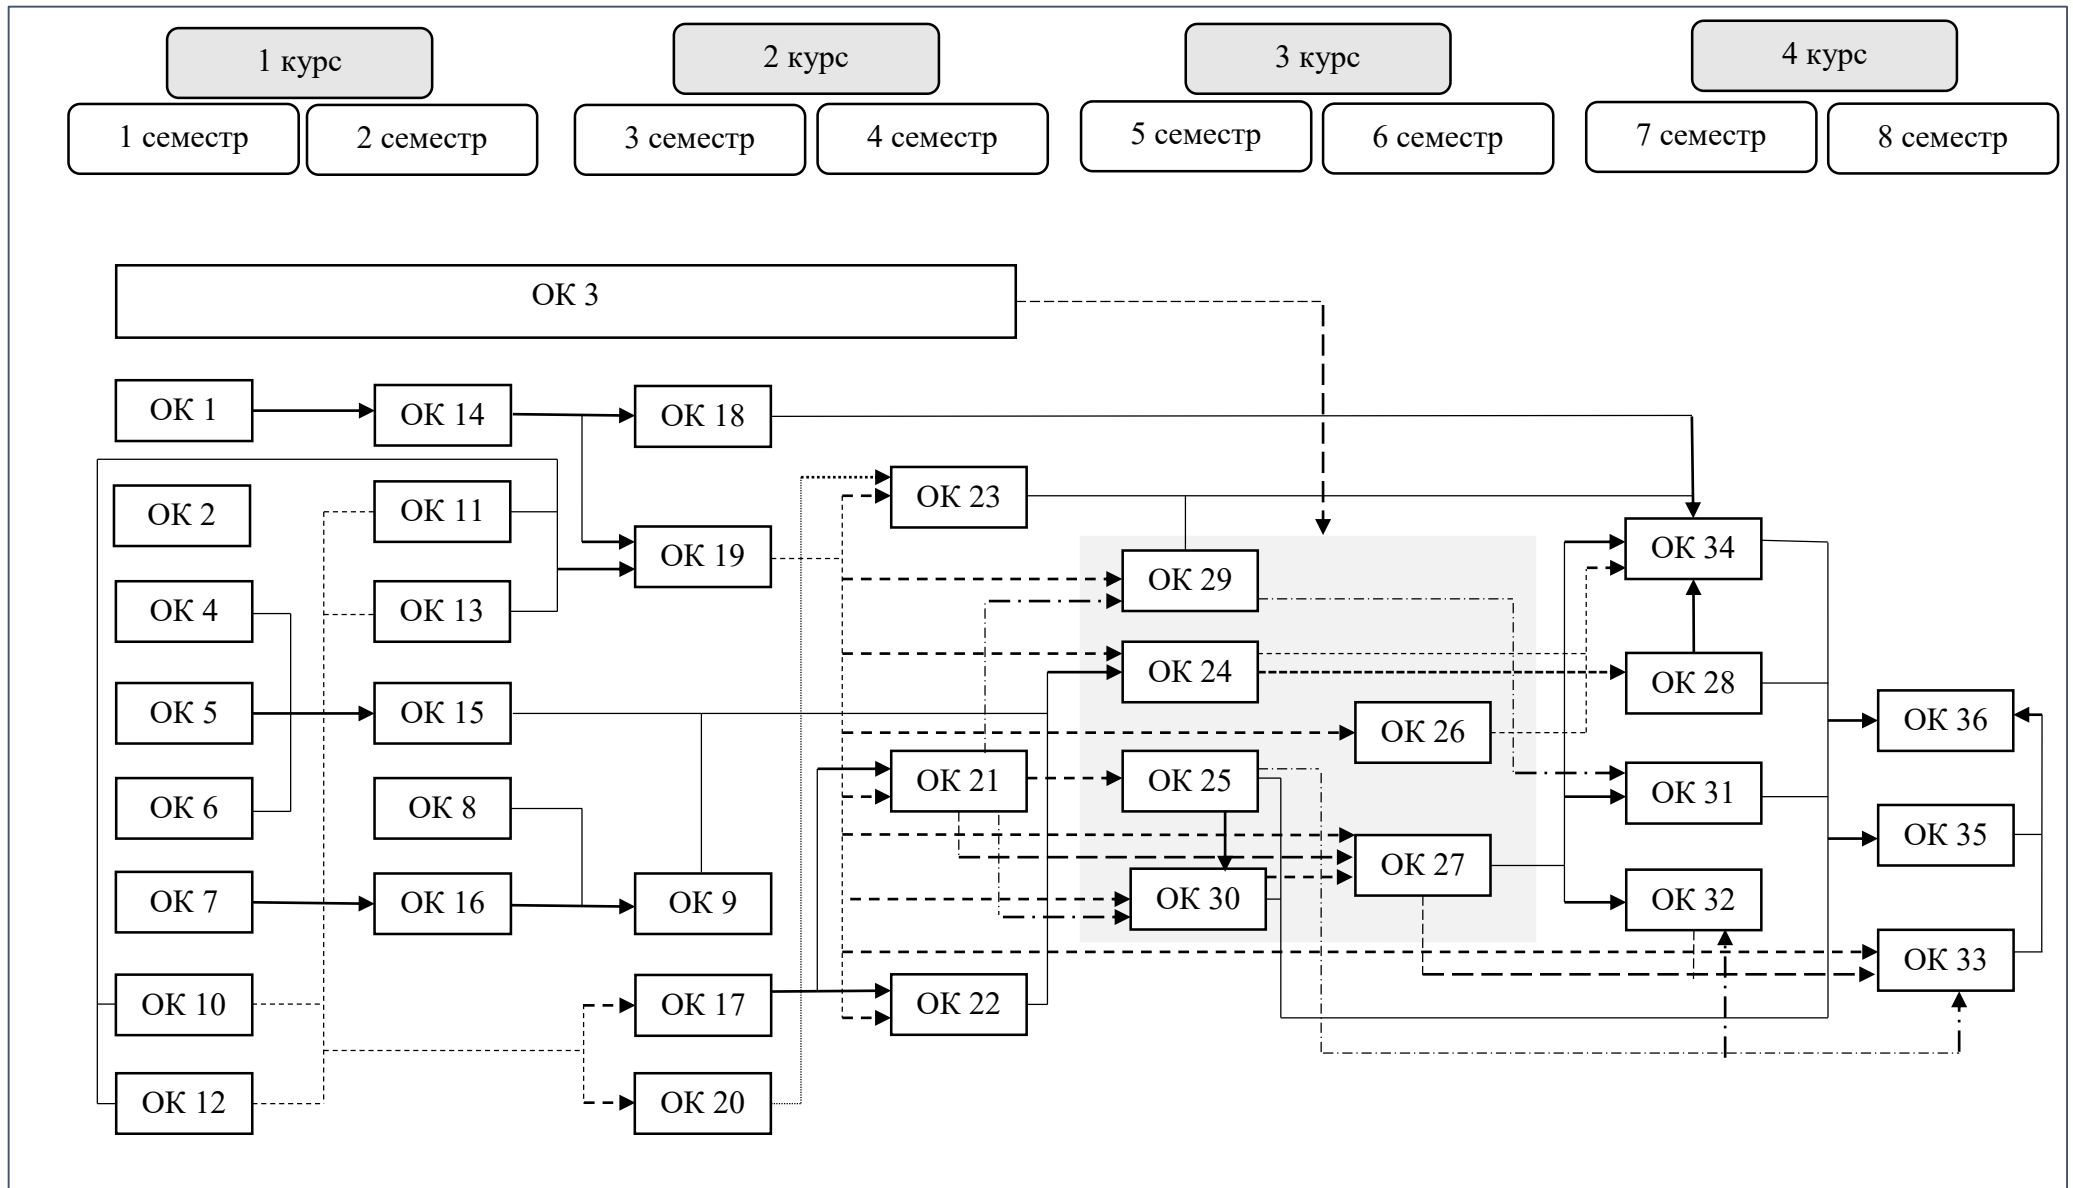 1 курс
2 курс
3 курс
4 курс
1 семестр
2 семестр
3 семестр
4 семестр
5 семестр
6 семестр
7 семестр
8 семестр
ОК 3
ОК 1
ОК 14
ОК 18
ОК 2
ОК 11
ОК 23
ОК 19
ОК 34
ОК 29
ОК 4
ОК 13
ОК 24
ОК 28
ОК 5
ОК 15
ОК 26
ОК 36
ОК 6
ОК 8
ОК 21
ОК 25
ОК 31
ОК 35
ОК 27
ОК 7
ОК 16
ОК 9
ОК 30
ОК 32
ОК 33
ОК 10
ОК 17
ОК 22
ОК 12
ОК 20